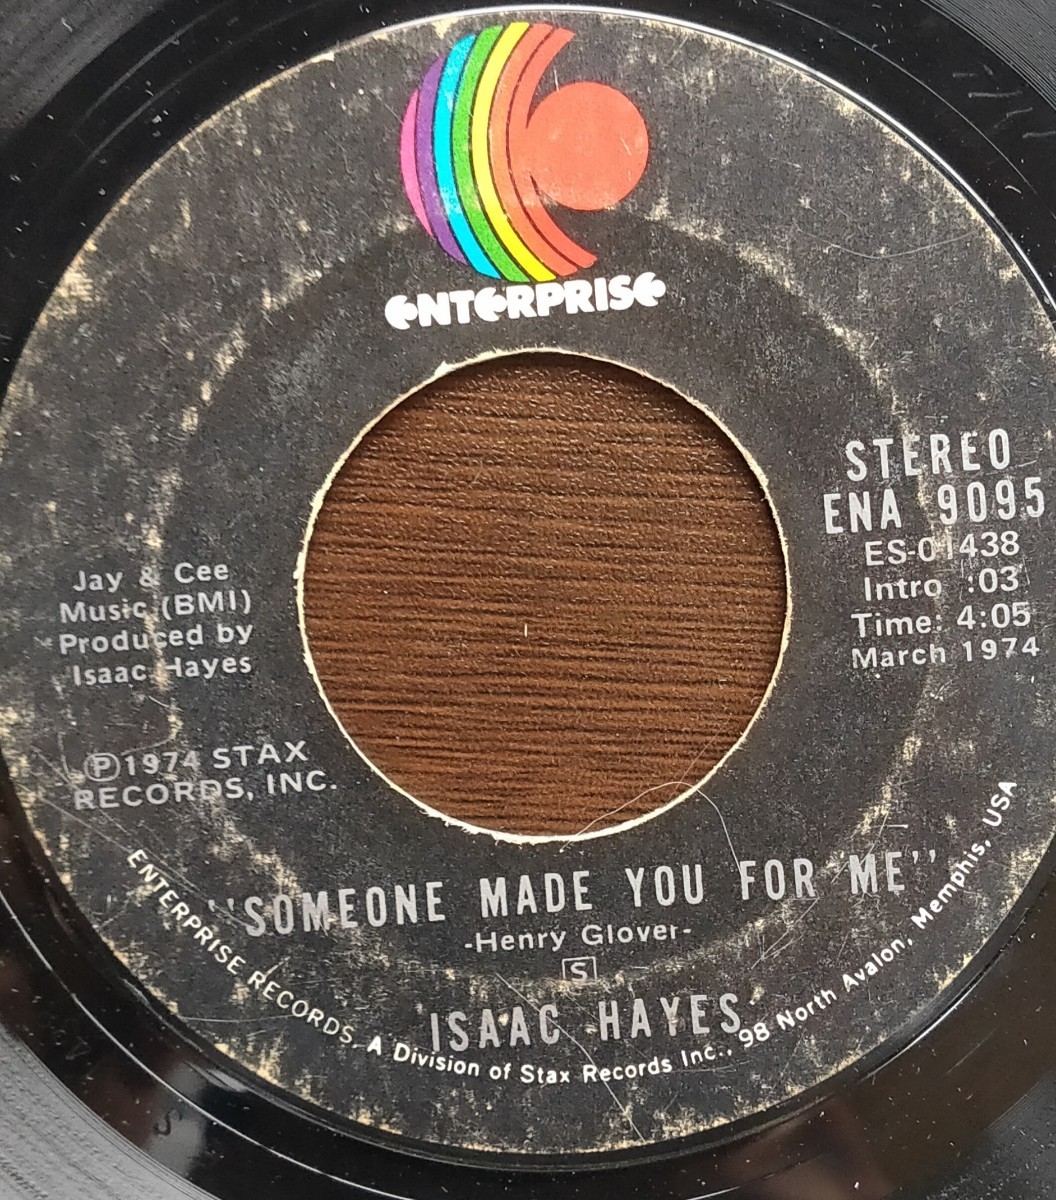 ENTERPRISE
STEREO
ENA 9095
ES-01438
Intro :03
Time: 4:05
March 1974
Jay & Cee
Music (BMI)
Produced by
Isaac Hayes
Ⓟ1974 STAX
RECORDS, INC.
"SOMEONE MADE YOU FOR ME"
-Henry Glover-
S
ISAAC HAYES
ENTERPRISE RECORDS, A Division of Stax Records Inc., 98 North Avalon, Memphis, USA